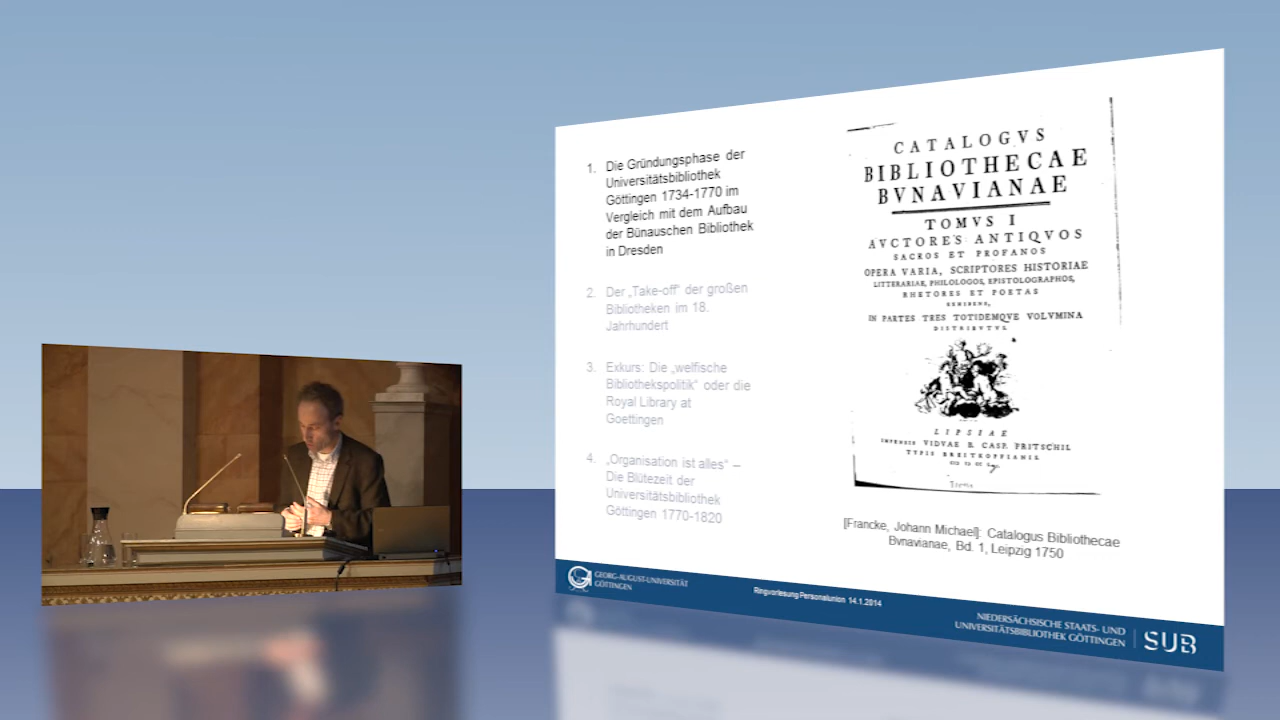 1. Die Gründungsphase der
Universitätsbibliothek
Göttingen 1734-1770 im
Vergleich mit dem Aufbau
der Bünauschen Bibliothek
in Dresden
2. Der „Take-off“ der großen
Bibliotheken im 18.
Jahrhundert
3. Exkurs: Die „welfische
Bibliothekspolitik“ oder die
Royal Library at
Goettingen
4. „Organisation ist alles“ –
Die Blütezeit der
Universitätsbibliothek
Göttingen 1770-1820
CATALOGVS
BIBLIOTHECAE
BVNAVIANAE
TOMVS I
AVCTORES ANTIQVOS
SACROS ET PROFANOS
OPERA VARIA, SCRIPTORES HISTORIAE
LITTERARIAE, PHILOLOGOS, EPISTOLOGRAPHOS,
RHETORES ET POETAS
EXHIBENS,
IN PARTES TRES TOTIDEMQVE VOLVMINA
DISTRIBVTVS
LIPSIAE
IMPENSIS VIDVAE B. CASP. FRITSCHII,
TYPIS BREITKOPFIANIS
[Francke, Johann Michael]: Catalogus Bibliothecae
Bvnavianae, Bd. 1, Leipzig 1750
GEORG-AUGUST-UNIVERSITÄT
GÖTTINGEN
Ringvorlesung Personalunion 14.1.2014
NIEDERSÄCHSISCHE STAATS- UND
UNIVERSITÄTSBIBLIOTHEK GÖTTINGEN
SUB